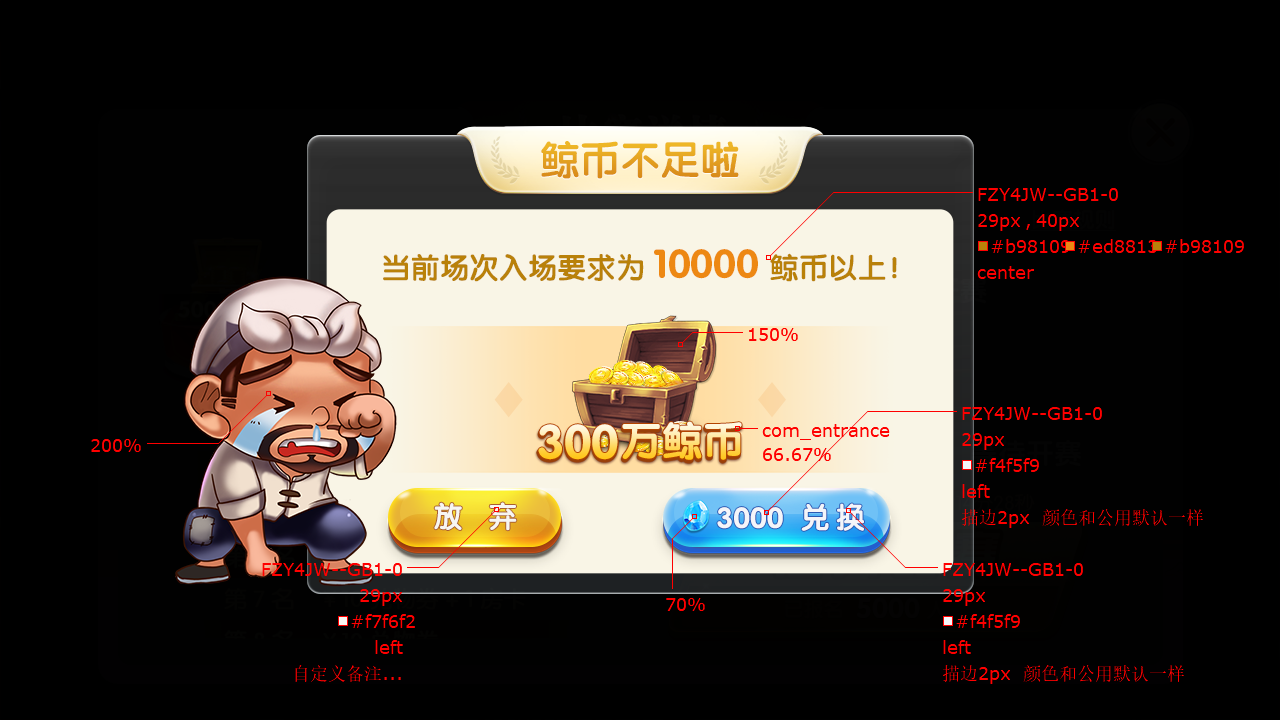 鲸币不足啦
FZY4JW--GB1-0
29px , 40px
#b98109 #ed8813 #b98109
center
当前场次入场要求为 10000 鲸币以上!
150%
200%
300万鲸币
com_entrance
66.67%
FZY4JW--GB1-0
29px
#f4f5f9
left
描边2px 颜色和公用默认一样
放 弃
3000 兑换
FZY4JW--GB1-0
29px
#f7f6f2
left
自定义备注...
70%
FZY4JW--GB1-0
29px
#f4f5f9
left
描边2px 颜色和公用默认一样